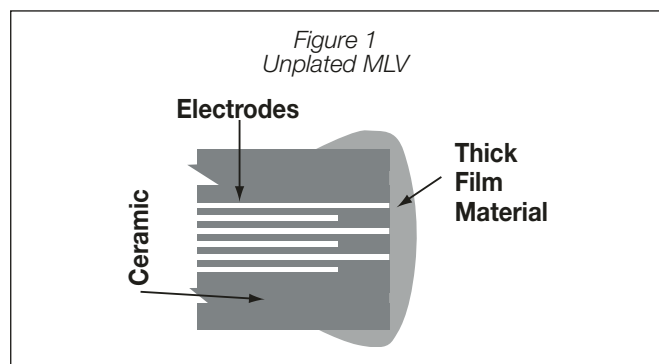 Figure 1
Unplated MLV
Electrodes
Thick
Film
Material
Ceramic